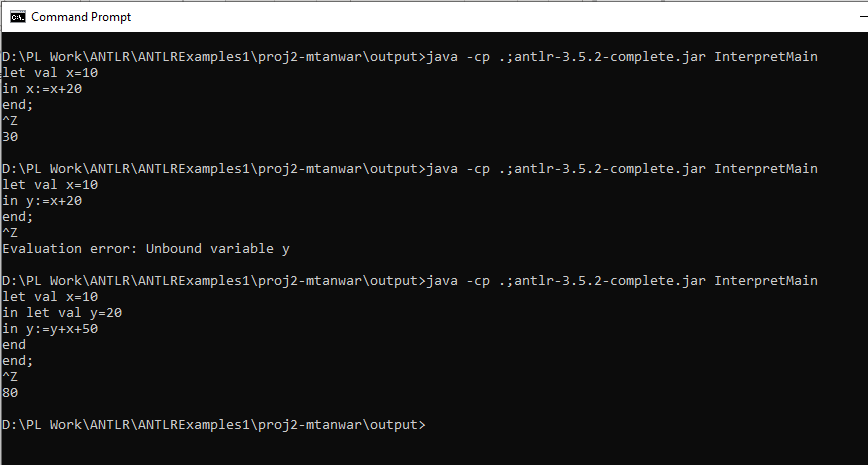 Command Prompt
D:\PL Work\ANTLR\ANTLRExamples1\proj2-mtanwar\output>java -cp .;antlr-3.5.2-complete.jar InterpretMain
let val x=10
in x:=x+20
end;
^Z
30
D:\PL Work\ANTLR\ANTLRExamples1\proj2-mtanwar\output>java -cp .;antlr-3.5.2-complete.jar InterpretMain
let val x=10
in y:=x+20
end;
^Z
Evaluation error: Unbound variable y
D:\PL Work\ANTLR\ANTLRExamples1\proj2-mtanwar\output>java -cp .;antlr-3.5.2-complete.jar InterpretMain
let val x=10
in let val y=20
in y:=y+x+50
end
end;
^Z
80
D:\PL Work\ANTLR\ANTLRExamples1\proj2-mtanwar\output>